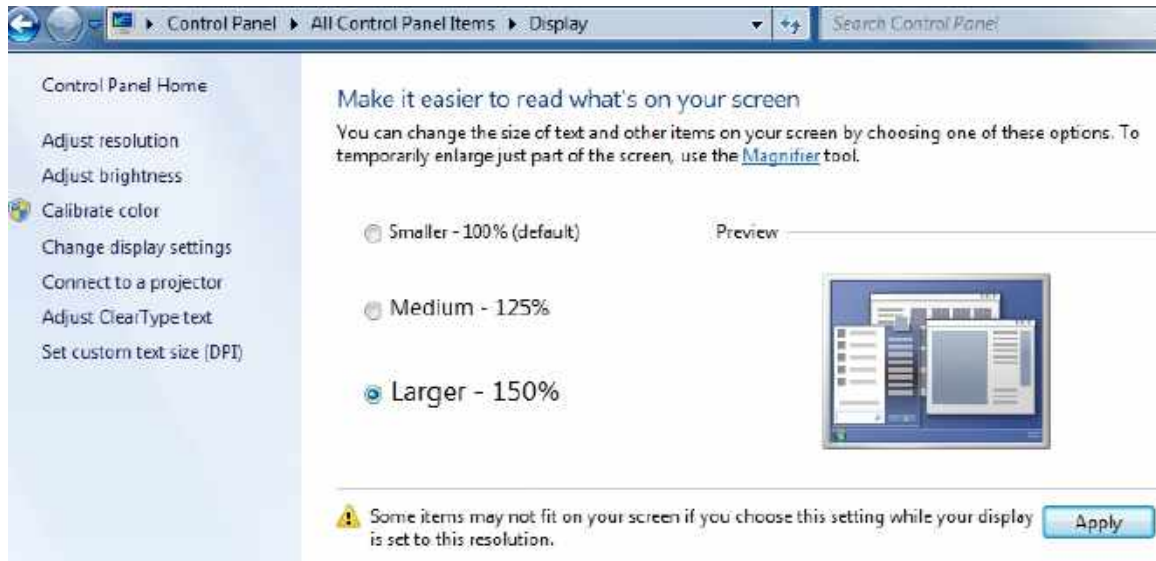 Control Panel ▸ All Control Panel Items ▸ Display
Search Control Panel
Control Panel Home
Adjust resolution
Adjust brightness
Calibrate color
Change display settings
Connect to a projector
Adjust ClearType text
Set custom text size (DPI)
Make it easier to read what's on your screen
You can change the size of text and other items on your screen by choosing one of these options. To
temporarily enlarge just part of the screen, use the Magnifier tool.
Smaller - 100% (default)
Preview
Medium - 125%
Larger - 150%
Some items may not fit on your screen if you choose this setting while your display
is set to this resolution.
Apply